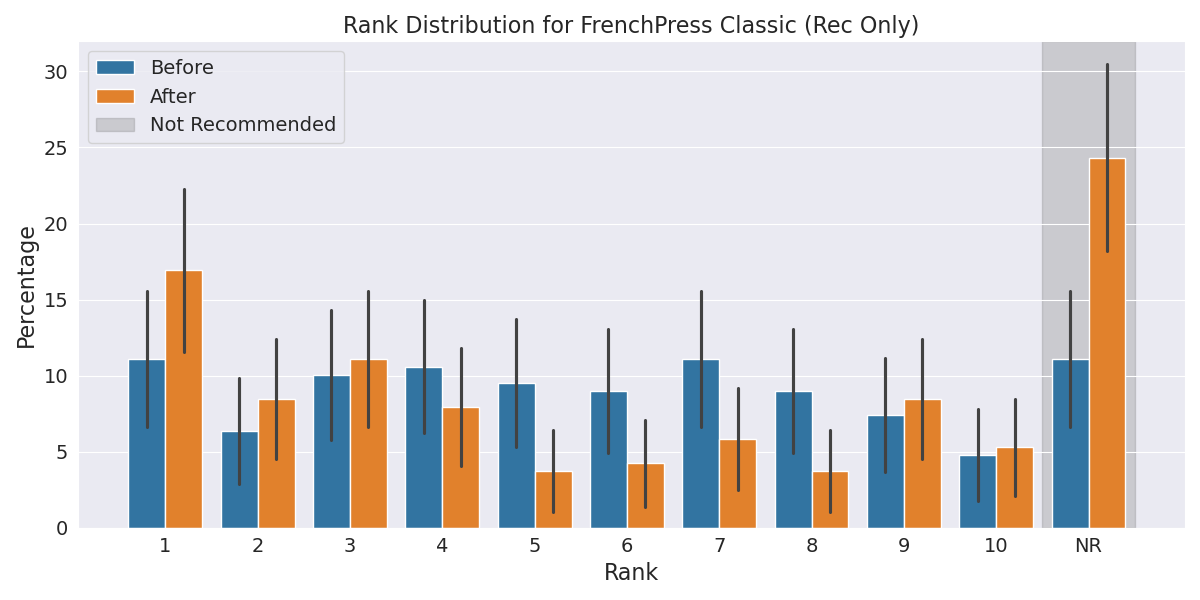 Rank Distribution for FrenchPress Classic (Rec Only)
Before
After
Not Recommended
Percentage
30
25
20
15
10
5
0
1 2 3 4 5 6 7 8 9 10 NR
Rank